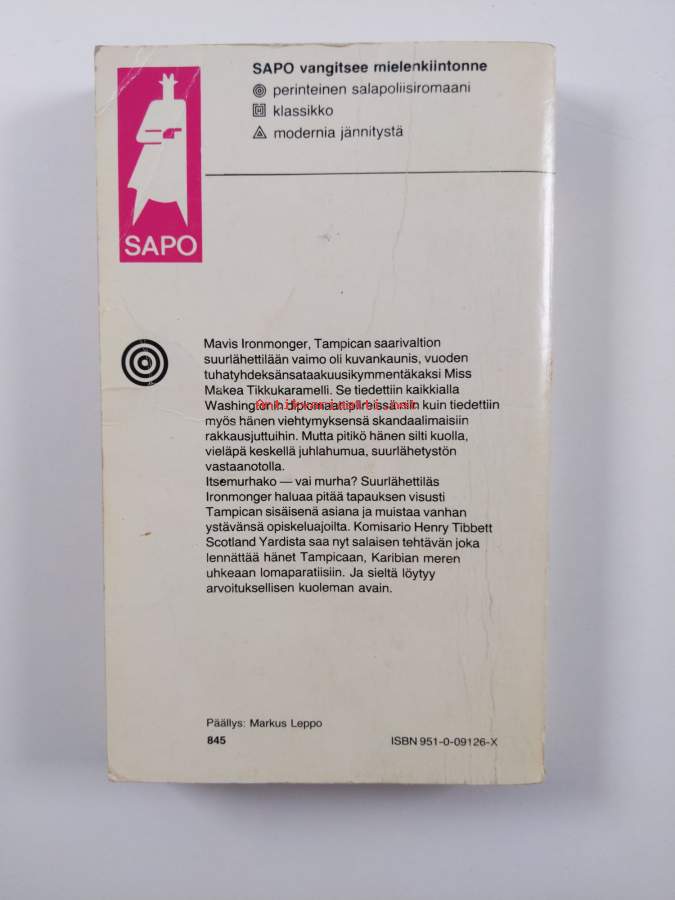 SAPO vangitsee mielenkiintonne
perinteinen salapoliisiromaani
klassikko
modernia jännitystä
SAPO
Mavis Ironmonger, Tampican saarivaltion
suurlähettilään vaimo oli kuvankaunis, vuoden
tuhatyhdeksänsataakuusikymmentäkaksi Miss
Makea Tikkukaramelli. Se tiedettiin kaikkialla
Washingtonin diplomaattipiireissä niin kuin tiedettiin
myös hänen viehtymyksensä skandaalimaisiin
rakkausjuttuihin. Mutta pitikö hänen silti kuolla,
vieläpä keskellä juhlahumua, suurlähetystön
vastaanotolla.
Itsemurhako — vai murha? Suurlähettiläs
Ironmonger haluaa pitää tapauksen visusti
Tampican sisäisenä asiana ja muistaa vanhan
ystävänsä opiskeluajoilta. Komisario Henry Tibbett
Scotland Yardista saa nyt salaisen tehtävän joka
lennättää hänet Tampicaan, Karibian meren
uhkeaan lomaparatiisiin. Ja sieltä löytyy
arvoituksellisen kuoleman avain.
Päällys: Markus Leppo
845 ISBN 951-0-09126-X